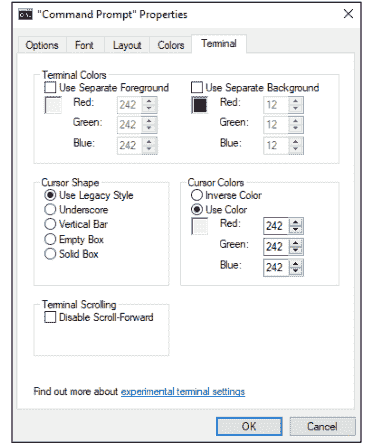 "Command Prompt" Properties
Options Font Layout Colors Terminal
Terminal Colors
Use Separate Foreground Use Separate Background
Red: 242 Red: 12
Green: 242 Green: 12
Blue: 242 Blue: 12
Cursor Shape Cursor Colors
Use Legacy Style Inverse Color
Underscore Use Color
Vertical Bar Red: 242
Empty Box Green: 242
Solid Box Blue: 242
Terminal Scrolling
Disable Scroll-Forward
Find out more about experimental terminal settings
OK Cancel